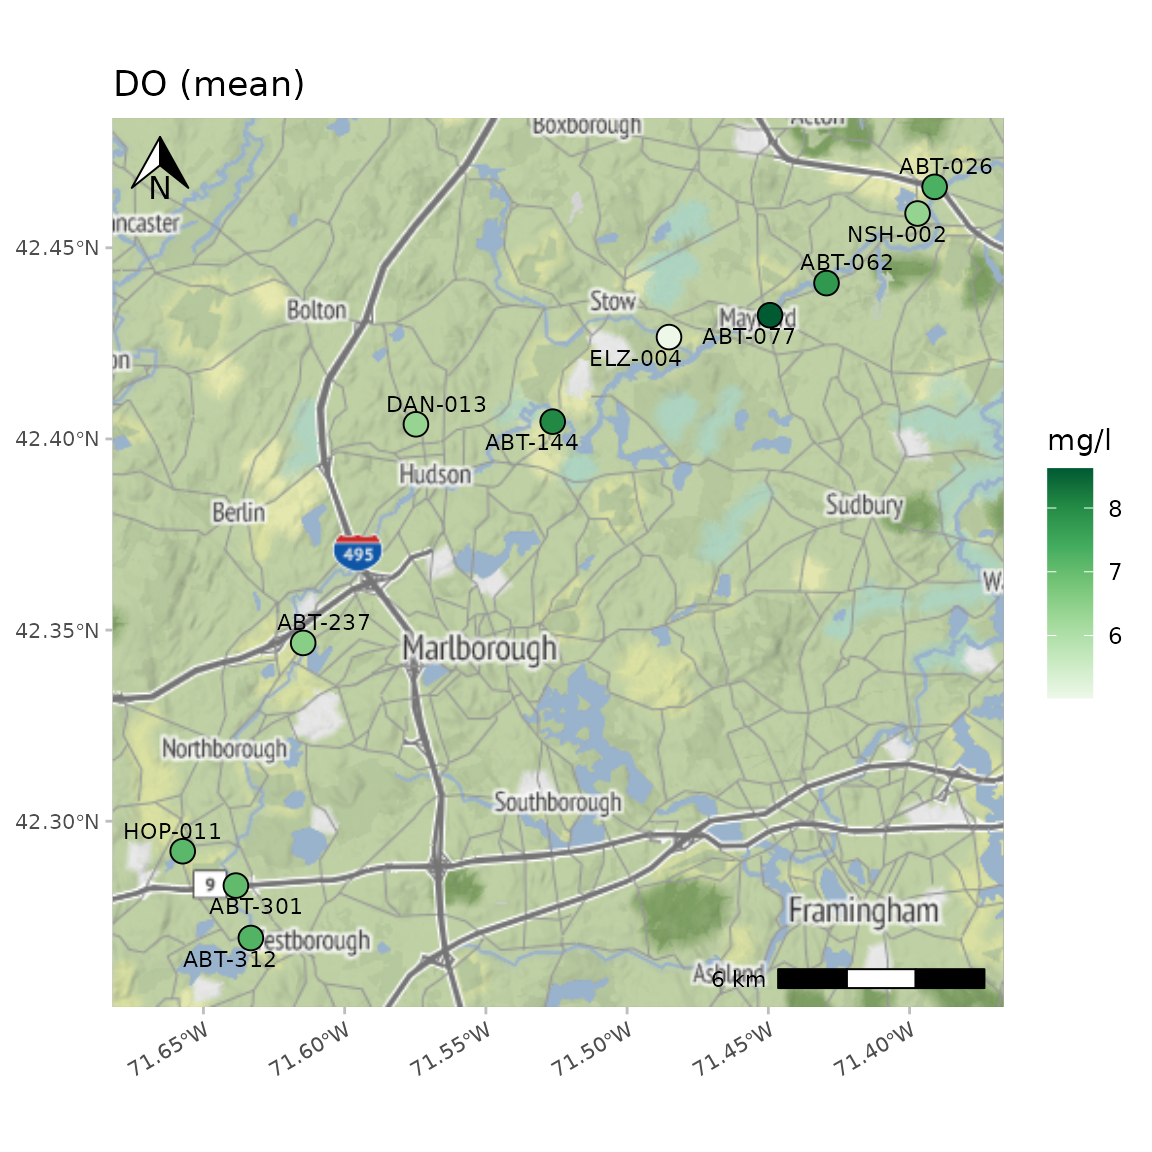 DO (mean)
Boxborough
Acton
N
ABT-026
ncaster
NSH-002
42.45°N
ABT-062
Bolton
Stow
Maynard
ABT-077
ELZ-004
on
DAN-013
42.40°N
ABT-144
mg/l
Hudson
Berlin
Sudbury
8
495
7
W
ABT-237
42.35°N
6
Marlborough
Northborough
Southborough
42.30°N
HOP-011
9
ABT-301
Framingham
estborough
ABT-312
Ashland
6 km
71.65°W
71.60°W
71.55°W
71.50°W
71.45°W
71.40°W